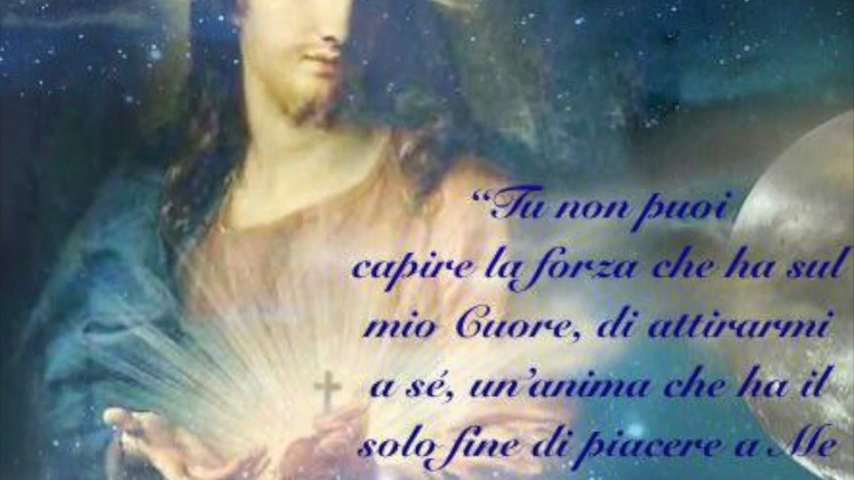 “Tu non puoi
capire la forza che ha sul
mio Cuore, di attirarmi
a sé, un’anima che ha il
solo fine di piacere a Me